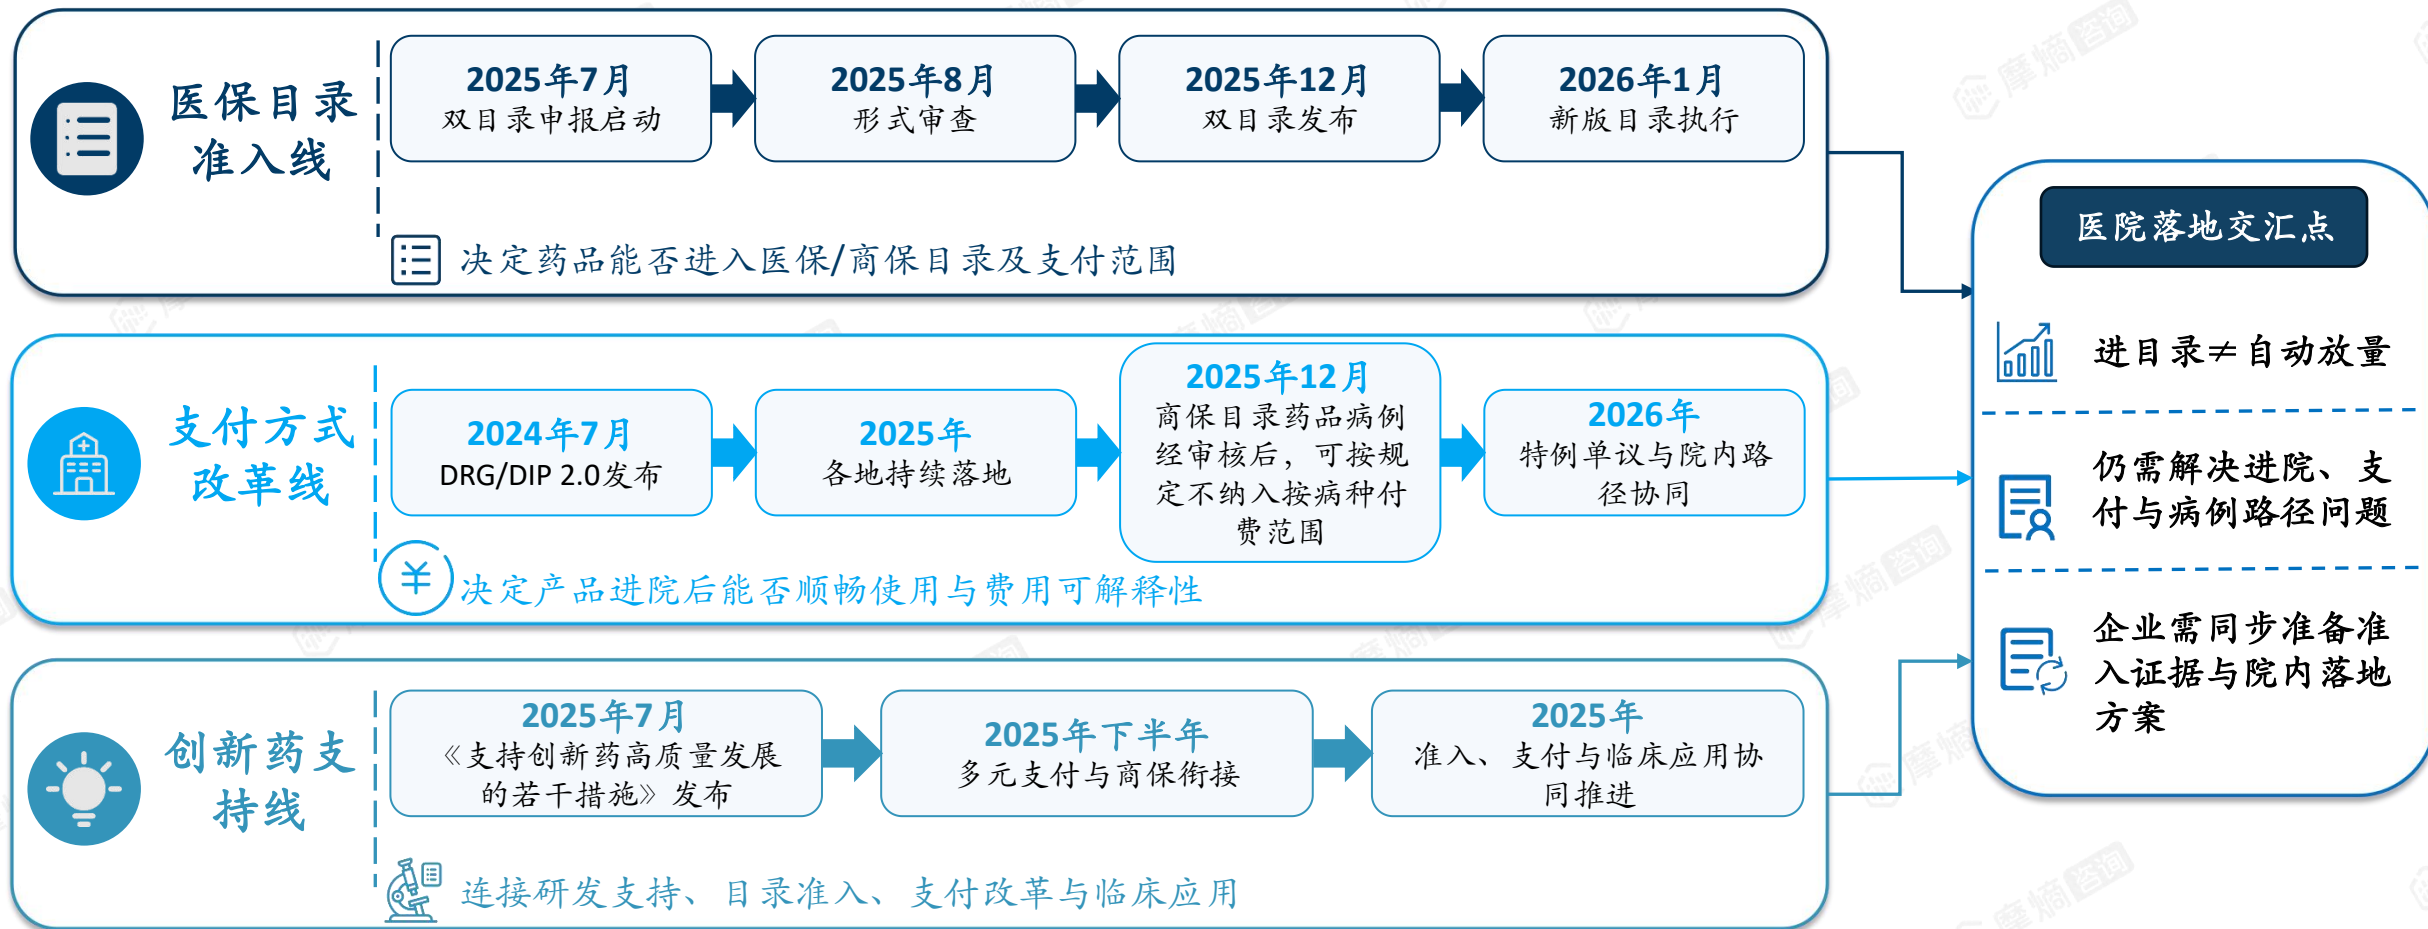 医保目录
准入线
2025年7月
双目录申报启动
2025年8月
形式审查
2025年12月
双目录发布
2026年1月
新版目录执行
决定药品能否进入医保/商保目录及支付范围
支付方式
改革线
2024年7月
DRG/DIP 2.0发布
2025年
各地持续落地
2025年12月
商保目录药品病例
经审核后，可按规
定不纳入按病种付
费范围
2026年
特例单议与院内路
径协同
决定产品进院后能否顺畅使用与费用可解释性
创新药支
持线
2025年7月
《支持创新药高质量发展
的若干措施》发布
2025年下半年
多元支付与商保衔接
2025年
准入、支付与临床应用协
同推进
连接研发支持、目录准入、支付改革与临床应用
医院落地交汇点
进目录≠自动放量
仍需解决进院、支
付与病例路径问题
企业需同步准备准
入证据与院内落地
方案
摩熵咨询